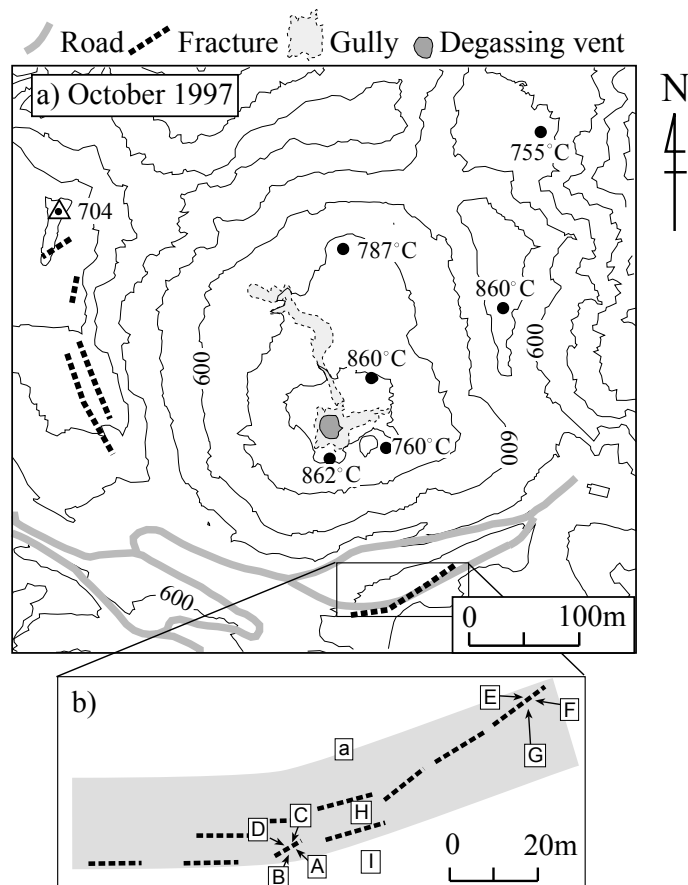 Road Fracture Gully Degassing vent
a) October 1997
N
755°C
704
787°C
860°C
600
600
860°C
760°C
600
862°C
600
0 100m
b)
E
F
a
G
C
H
D
A
I
B
0 20m